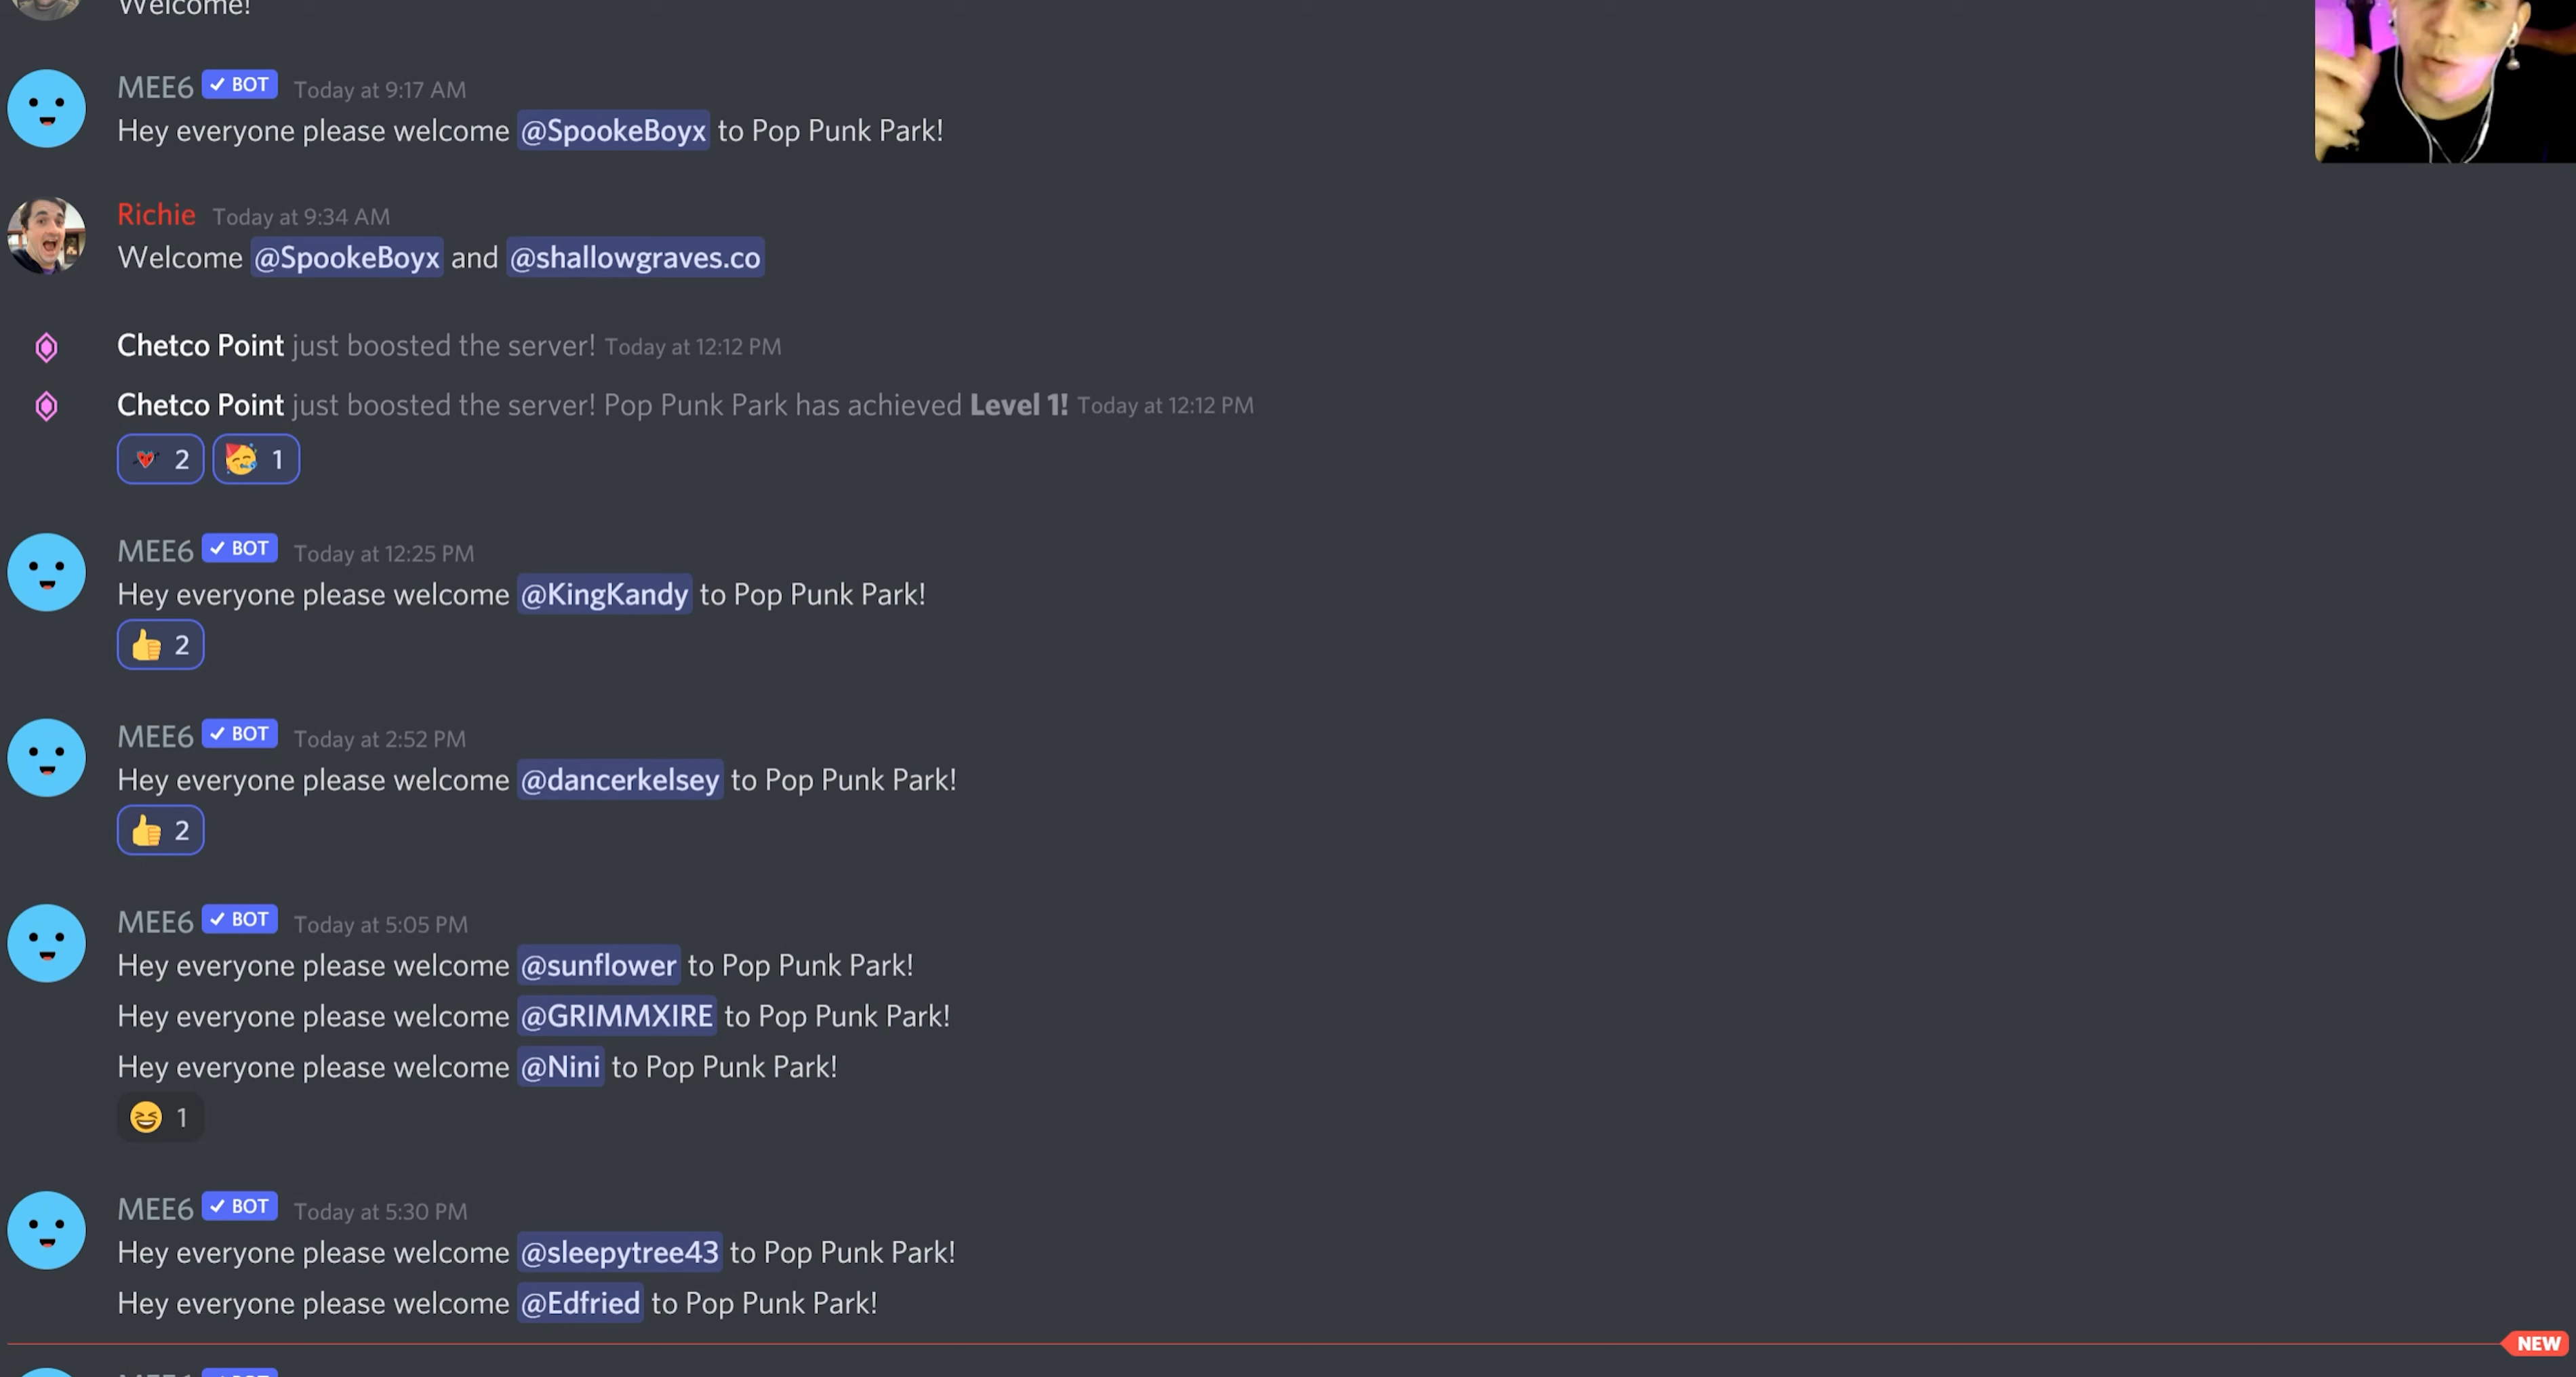 Welcome!
MEE6 ✓ BOT Today at 9:17 AM
Hey everyone please welcome @SpookeBoyx to Pop Punk Park!
Richie Today at 9:34 AM
Welcome @SpookeBoyx and @shallowgraves.co
Chetco Point just boosted the server! Today at 12:12 PM
Chetco Point just boosted the server! Pop Punk Park has achieved Level 1! Today at 12:12 PM
2 1
MEE6 ✓ BOT Today at 12:25 PM
Hey everyone please welcome @KingKandy to Pop Punk Park!
2
MEE6 ✓ BOT Today at 2:52 PM
Hey everyone please welcome @dancerkelsey to Pop Punk Park!
2
MEE6 ✓ BOT Today at 5:05 PM
Hey everyone please welcome @sunflower to Pop Punk Park!
Hey everyone please welcome @GRIMMXIRE to Pop Punk Park!
Hey everyone please welcome @Nini to Pop Punk Park!
1
MEE6 ✓ BOT Today at 5:30 PM
Hey everyone please welcome @sleepytree43 to Pop Punk Park!
Hey everyone please welcome @Edfried to Pop Punk Park!
NEW